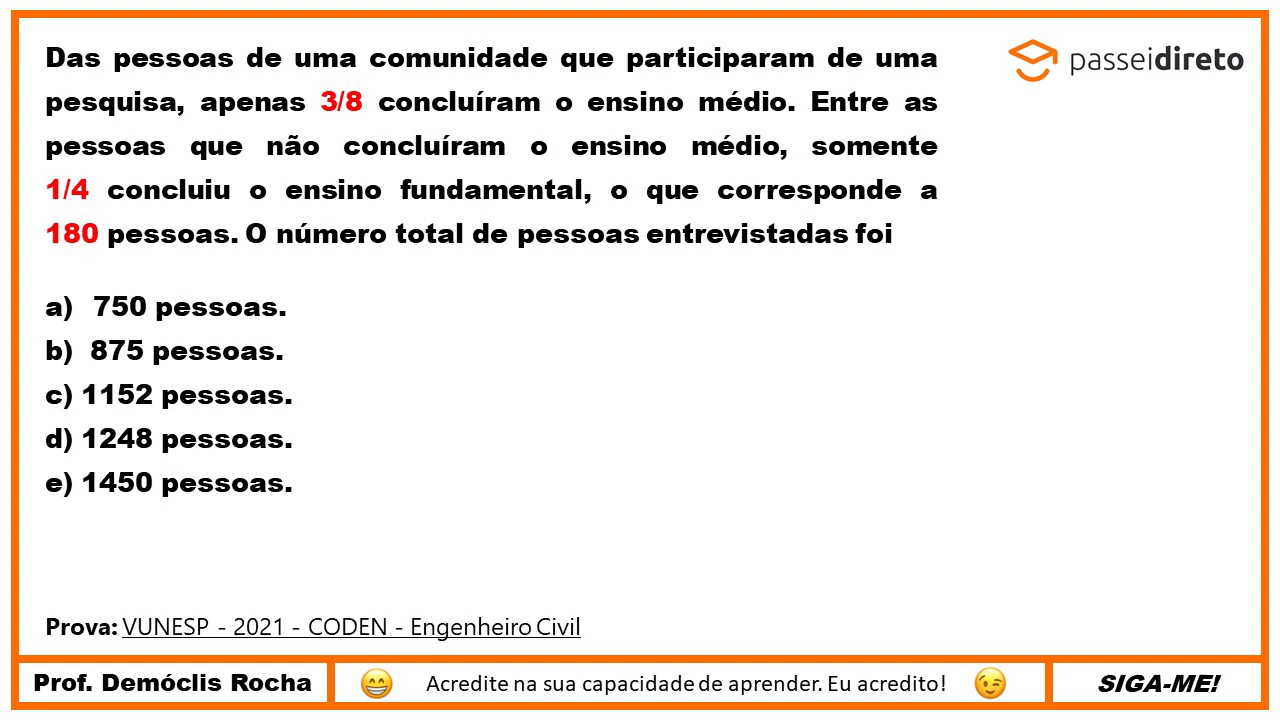 Das pessoas de uma comunidade que participaram de uma
passeidireto
pesquisa, apenas 3/8 concluíram o ensino médio. Entre as
pessoas que não concluíram o ensino médio, somente
1/4 concluiu o ensino fundamental, o que corresponde a
180 pessoas. O número total de pessoas entrevistadas foi
a) 750 pessoas.
b) 875 pessoas.
c) 1152 pessoas.
d) 1248 pessoas.
e) 1450 pessoas.
Prova: VUNESP - 2021 - CODEN - Engenheiro Civil
Prof. Demóclis Rocha
Acredite na sua capacidade de aprender. Eu acredito!
SIGA-ME!